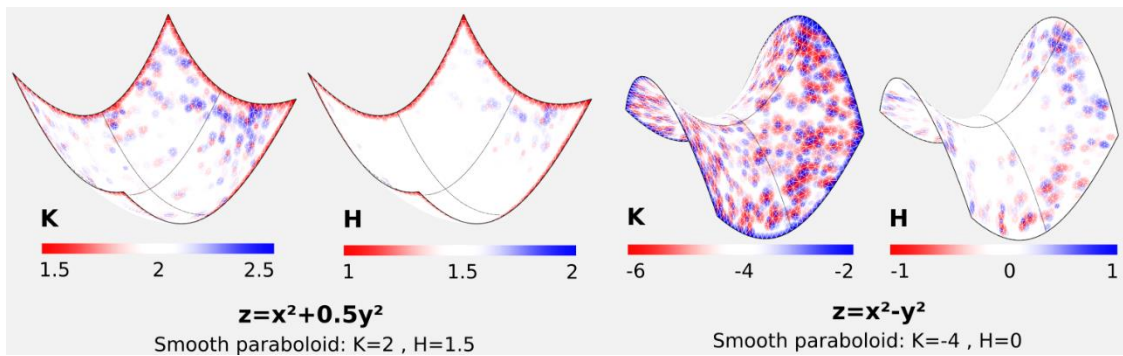 K
H
K
H
1.5 2 2.5
1 1.5 2
-6 -4 -2
-1 0 1
z=x²+0.5y²
Smooth paraboloid: K=2 , H=1.5
z=x²-y²
Smooth paraboloid: K=-4 , H=0